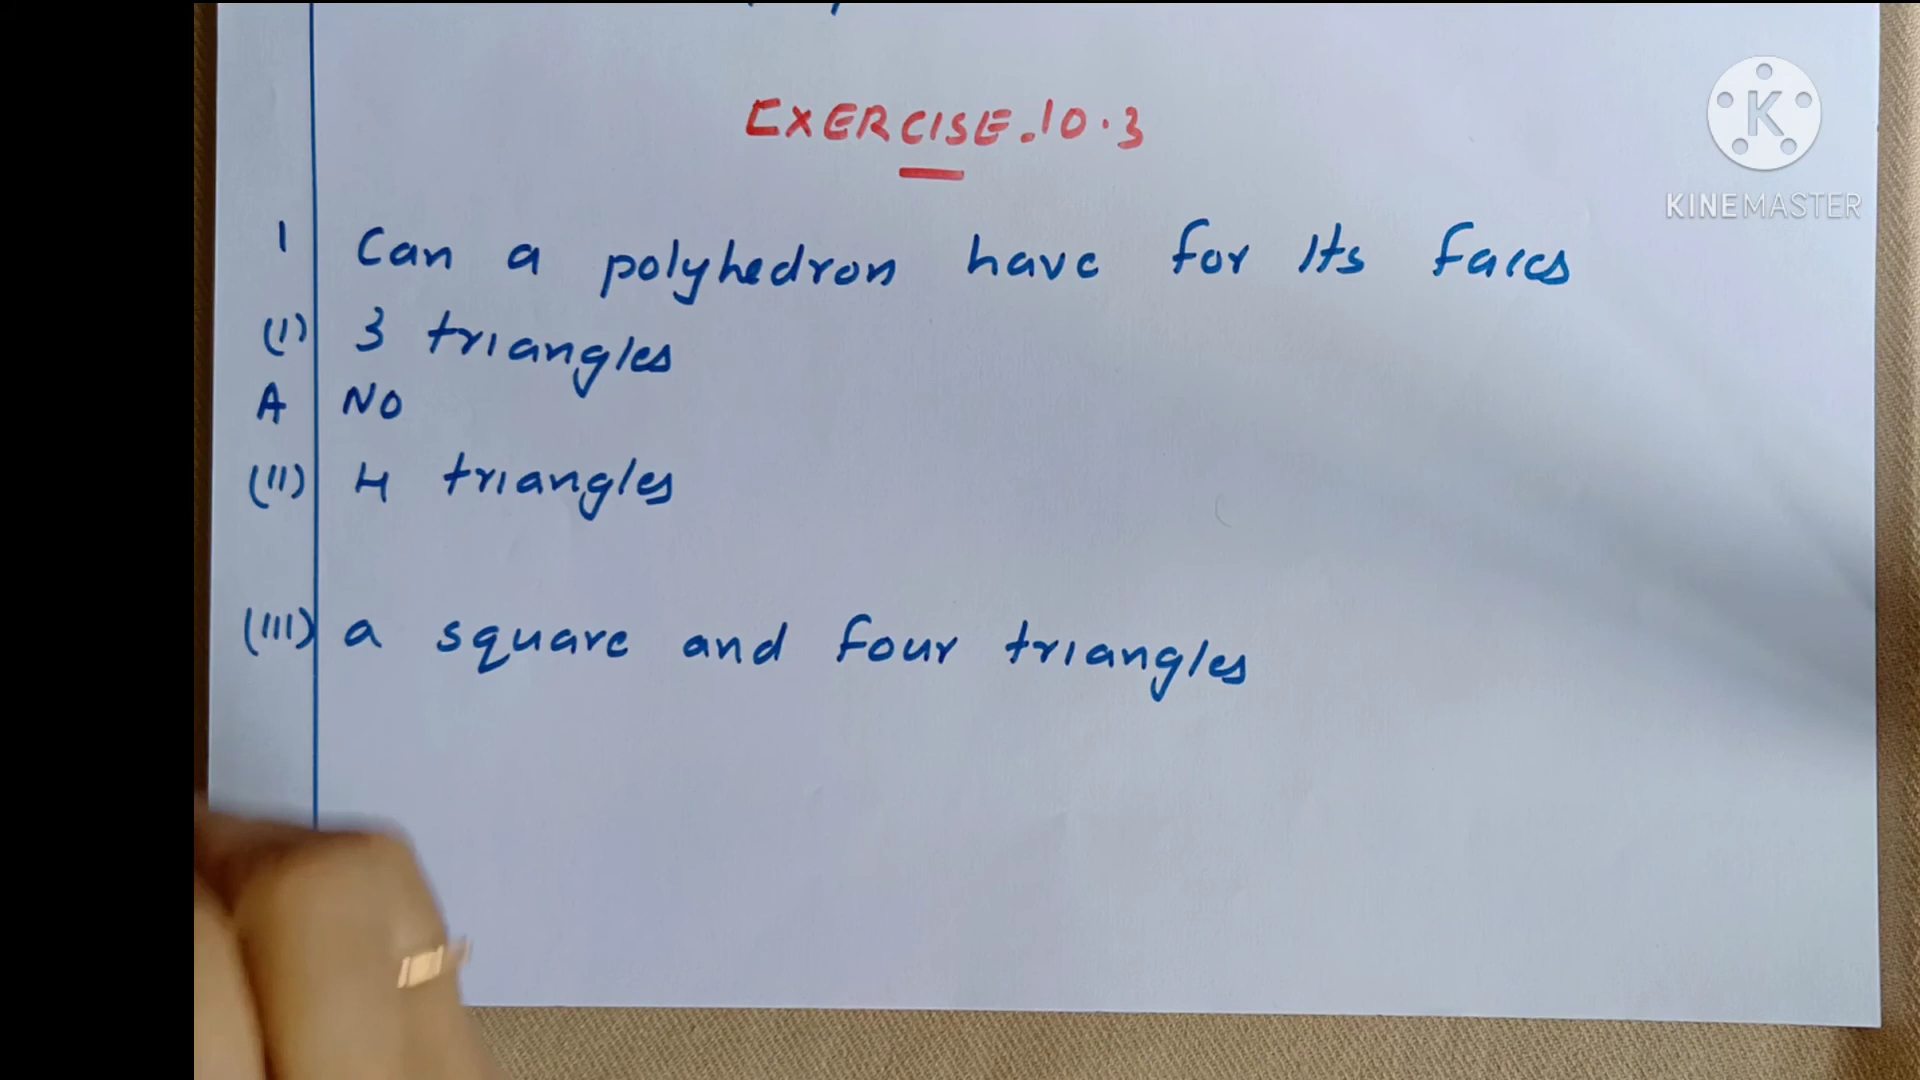 EXERCISE.10.3
KINEMASTER
1 Can a polyhedron have for its faces
(i) 3 triangles
A NO
(ii) 4 triangles
(iii) a square and four triangles